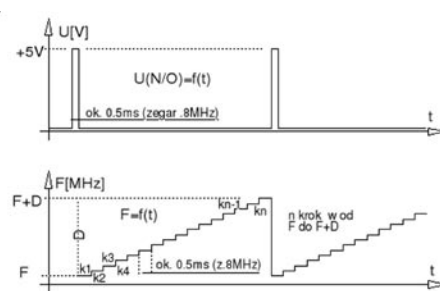 U[V]
+5V
U(N/O)=f(t)
ok. 0.5ms (zegar .8MHz)
t
F[MHz]
F+D
F=f(t)
kn-1
kn
n krok w od
F do F+D
D
k3
k1
k4
k2
ok. 0.5ms (z.8MHz)
F
t